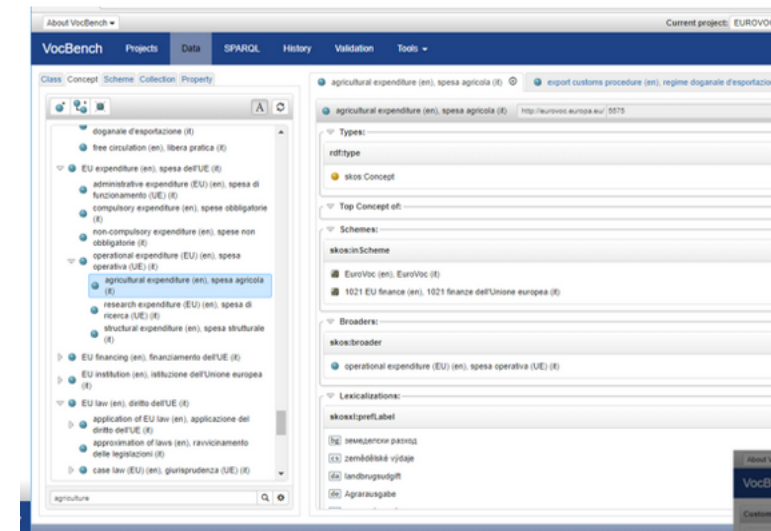 About VocBench
Current project: EUROVOC
VocBench Projects Data SPARQL History Validation Tools
Class Concept Scheme Collection Property
A
doganale d'esportazione (it)
free circulation (en), libera pratica (it)
EU expenditure (en), spesa dell'UE (it)
administrative expenditure (EU) (en), spesa di
funzionamento (UE) (it)
compulsory expenditure (en), spese obbligatorie
(it)
non-compulsory expenditure (en), spese non
obbligatorie (it)
operational expenditure (EU) (en), spesa
operativa (UE) (it)
agricultural expenditure (en), spesa agricola
(it)
research expenditure (EU) (en), spesa di
ricerca (UE) (it)
structural expenditure (en), spesa strutturale
(it)
EU financing (en), finanziamento dell'UE (it)
EU institution (en), istituzione dell'Unione europea
(it)
EU law (en), diritto dell'UE (it)
application of EU law (en), applicazione del
diritto dell'UE (it)
approximation of laws (en), ravvicinamento
delle legislazioni (it)
case law (EU) (en), giurisprudenza (UE) (it)
agriculture
agricultural expenditure (en), spesa agricola (it)
export customs procedure (en), regime doganale d'esportazio
agricultural expenditure (en), spesa agricola (it) http://eurovoc.europa.eu/ 5575
Types:
rdf:type
skos:Concept
Top Concept of:
Schemes:
skos:inScheme
EuroVoc (en), EuroVoc (it)
1021 EU finance (en), 1021 finanze dell'Unione europea (it)
Broaders:
skos:broader
operational expenditure (EU) (en), spesa operativa (UE) (it)
Lexicalizations:
skosxl:prefLabel
bg земеделски разход
cs zemědělské výdaje
da landbrugsudgift
de Agrarausgabe
About V
VocB
Custom